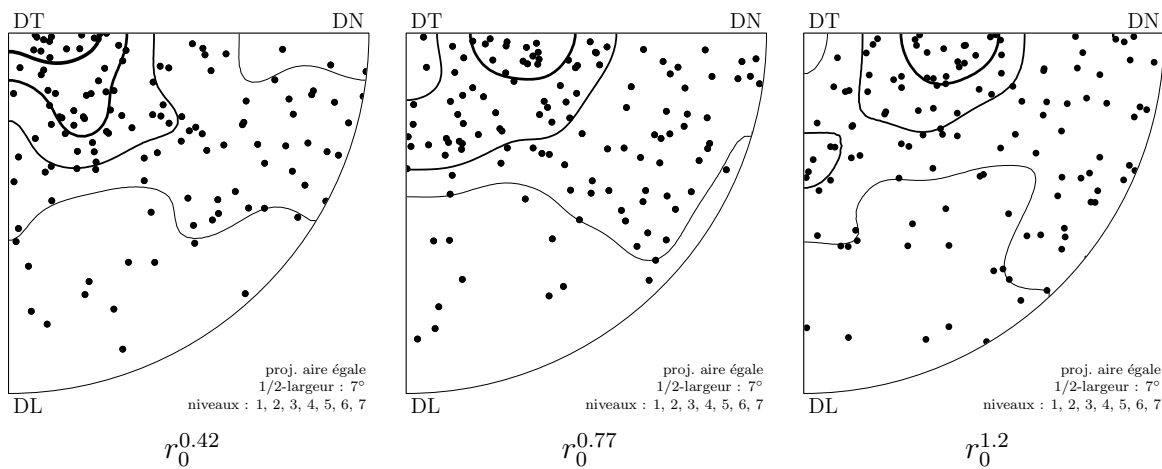 DT DN
proj. aire égale
1/2-largeur : 7°
niveaux : 1, 2, 3, 4, 5, 6, 7
DL
r_0^{0.42}
DT DN
proj. aire égale
1/2-largeur : 7°
niveaux : 1, 2, 3, 4, 5, 6, 7
DL
r_0^{0.77}
DT DN
proj. aire égale
1/2-largeur : 7°
niveaux : 1, 2, 3, 4, 5, 6, 7
DL
r_0^{1.2}